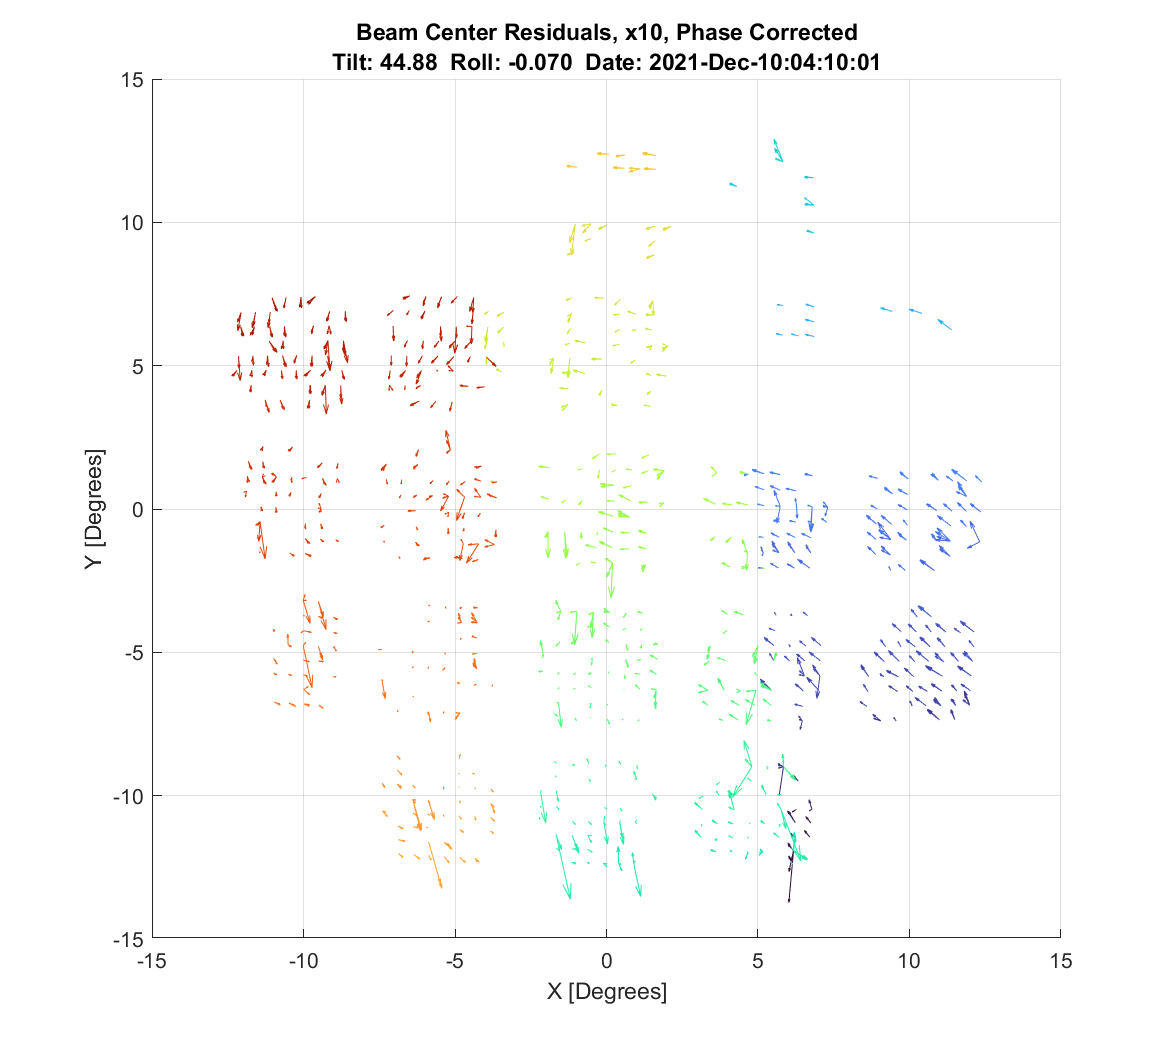 Beam Center Residuals, x10, Phase Corrected
Tilt: 44.88  Roll: -0.070  Date: 2021-Dec-10:04:10:01
15
10
5
0
-5
-10
-15
Y [Degrees]
-15 -10 -5 0 5 10 15
X [Degrees]